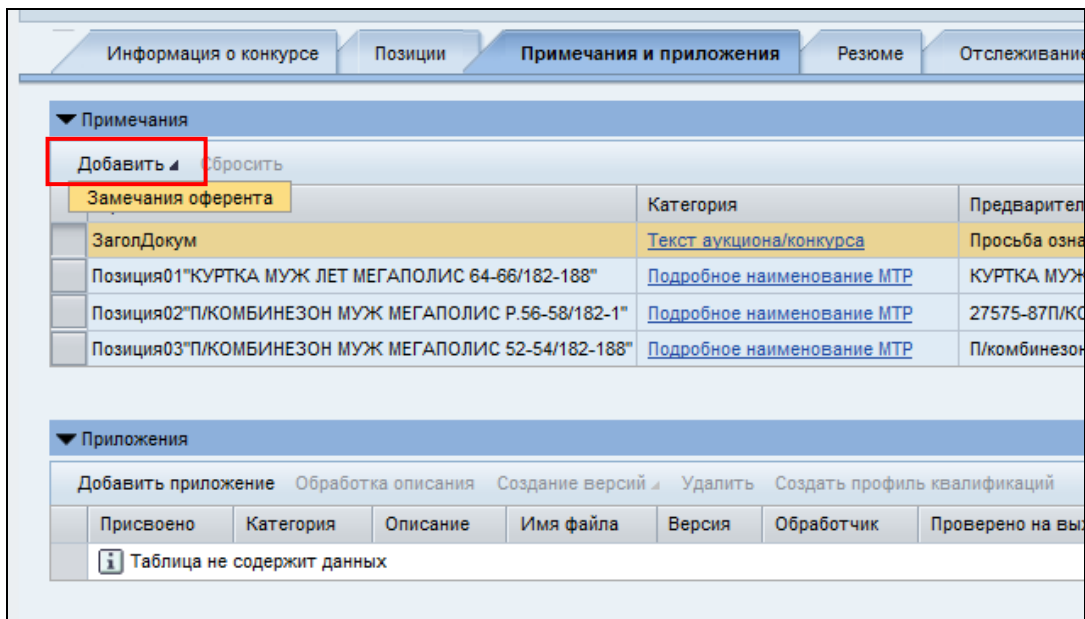 Информация о конкурсе Позиции Примечания и приложения Резюме Отслеживание
Примечания
Добавить Сбросить
Замечания оферента
Категория Предварител
ЗаголДокум Текст аукциона/конкурса Просьба озна
Позиция01"КУРТКА МУЖ ЛЕТ МЕГАПОЛИС 64-66/182-188" Подробное наименование МТР КУРТКА МУЖ
Позиция02"П/КОМБИНЕЗОН МУЖ МЕГАПОЛИС Р.56-58/182-1" Подробное наименование МТР 27575-87П/КО
Позиция03"П/КОМБИНЕЗОН МУЖ МЕГАПОЛИС 52-54/182-188" Подробное наименование МТР П/комбинезон
Приложения
Добавить приложение Обработка описания Создание версий Удалить Создать профиль квалификаций
Присвоено Категория Описание Имя файла Версия Обработчик Проверено на
Таблица не содержит данных